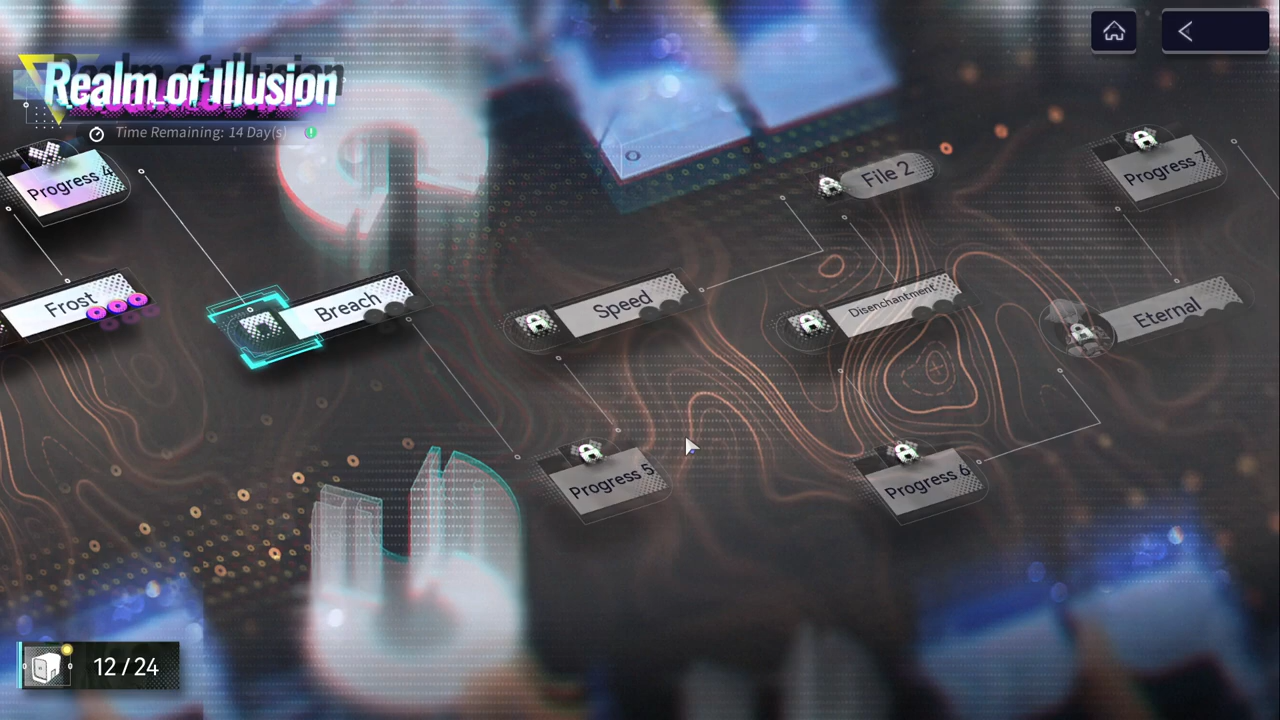 Realm of Illusion
Time Remaining: 14 Day(s)
Progress 4
File 2
Progress 7
Frost
Breach
Speed
Disenchantment
Eternal
Progress 5
Progress 6
12/24